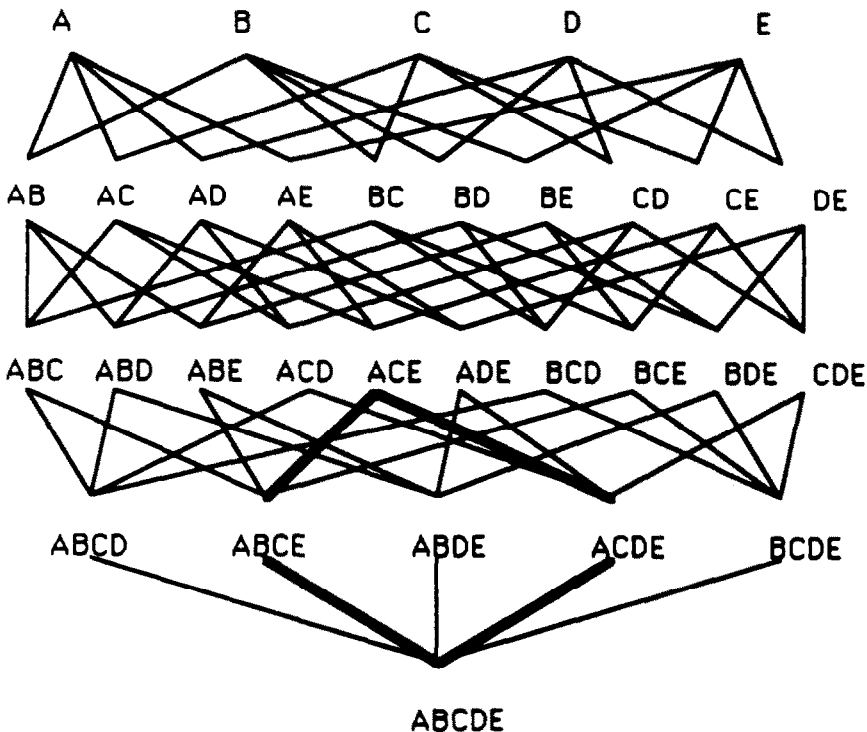 A B C D E
AB AC AD AE BC BD BE CD CE DE
ABC ABD ABE ACD ACE ADE BCD BCE BDE CDE
ABCD ABCE ABDE ACDE BCDE
ABCDE